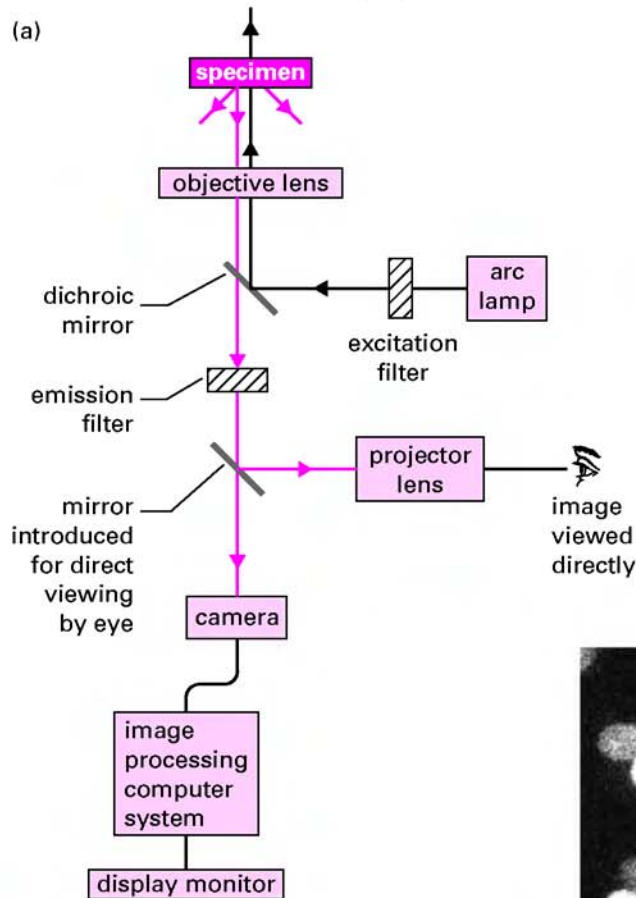 (a)
specimen
objective lens
dichroic
mirror
arc
lamp
excitation
filter
emission
filter
projector
lens
mirror
introduced
for direct
viewing
by eye
image
viewed
directly
camera
image
processing
computer
system
display monitor